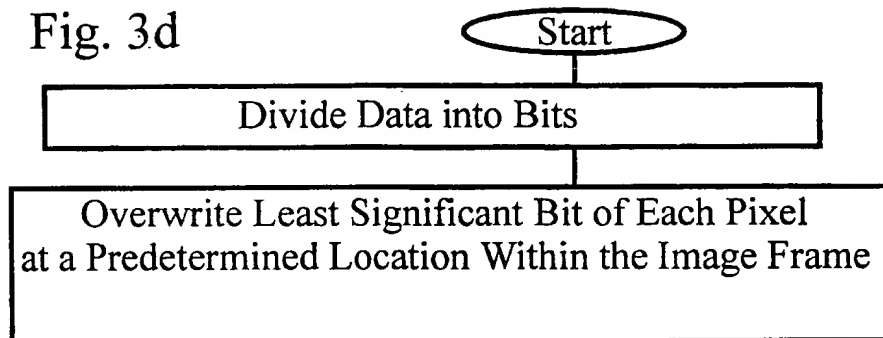 Fig. 3d
Start
Divide Data into Bits
Overwrite Least Significant Bit of Each Pixel
at a Predetermined Location Within the Image Frame